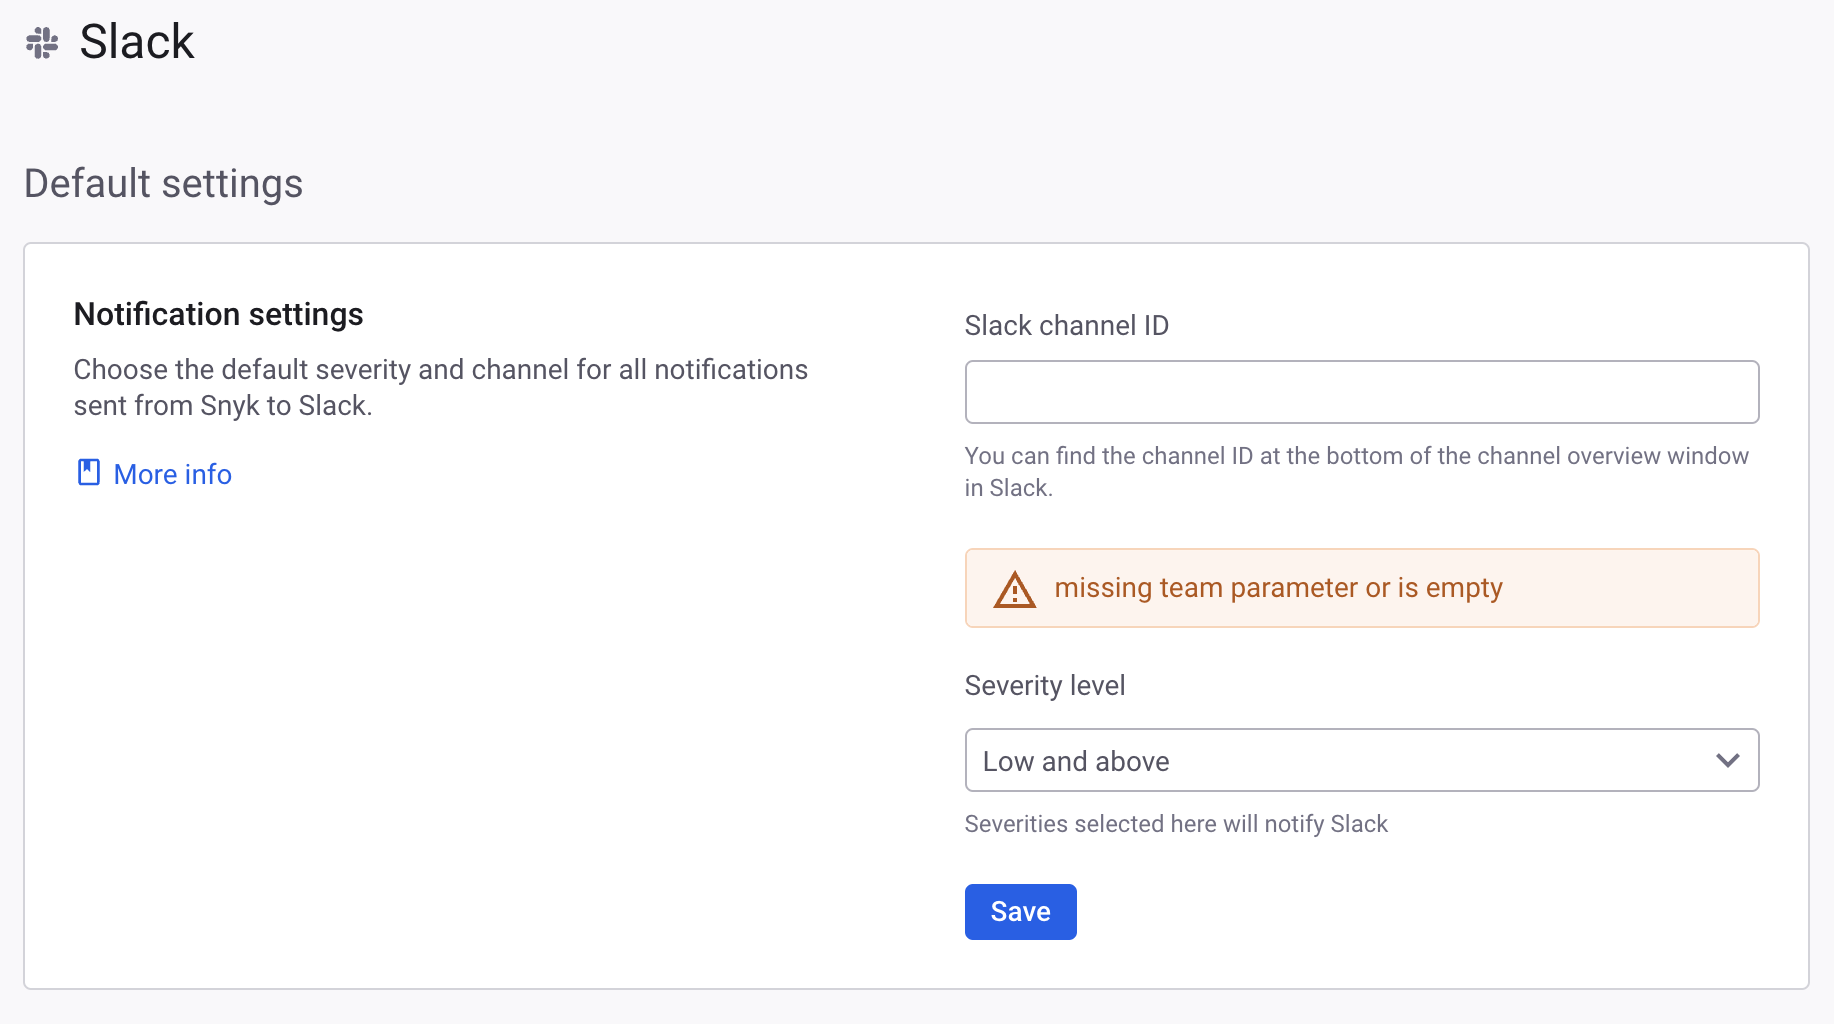 Slack
Default settings
Notification settings
Choose the default severity and channel for all notifications
sent from Snyk to Slack.
More info
Slack channel ID
You can find the channel ID at the bottom of the channel overview window
in Slack.
missing team parameter or is empty
Severity level
Low and above
Severities selected here will notify Slack
Save